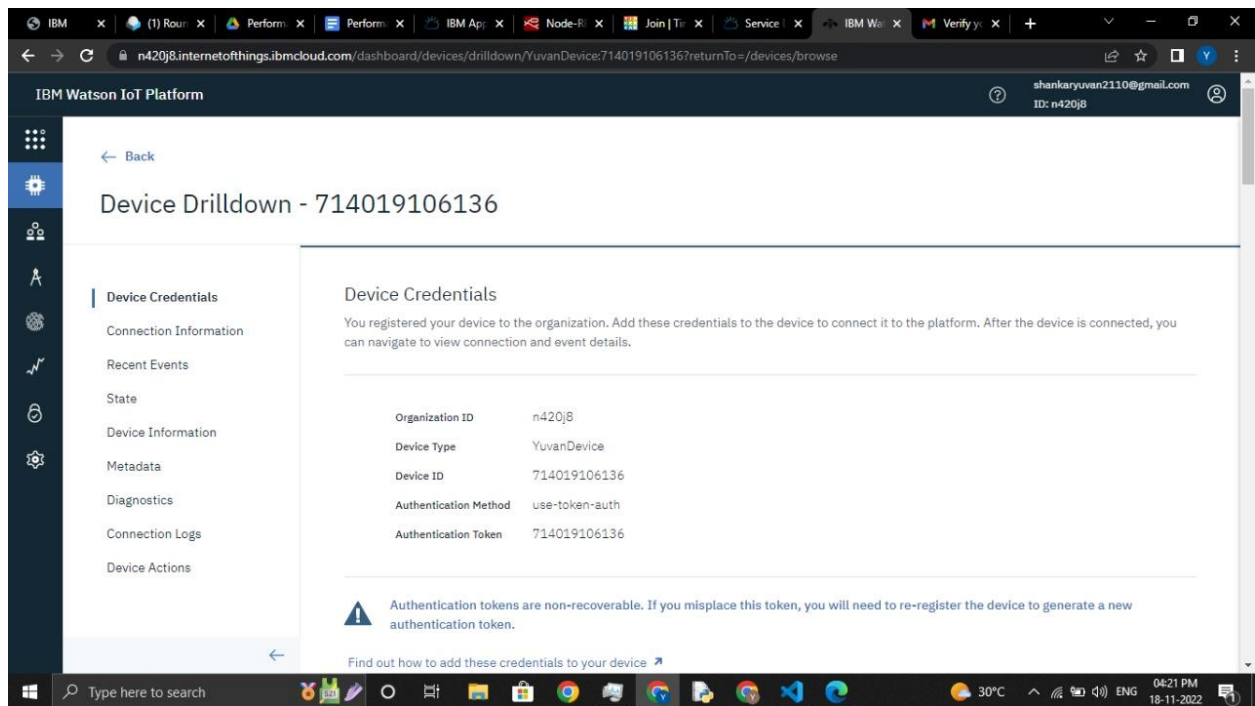 IBM
(1) Roun
Perform
Perform
IBM App
Node-R
Join | Ti
Service
IBM Wa
Verify y
n420j8.internetofthings.ibmcloud.com/dashboard/devices/drilldown/YuvanDevice:714019106136?returnTo=/devices/browse
Y
IBM Watson IoT Platform
shankaryuvan2110@gmail.com
ID: n420j8
← Back
Device Drilldown - 714019106136
Device Credentials
Connection Information
Recent Events
State
Device Information
Metadata
Diagnostics
Connection Logs
Device Actions
Device Credentials
You registered your device to the organization. Add these credentials to the device to connect it to the platform. After the device is connected, you
can navigate to view connection and event details.
Organization ID n420j8
Device Type YuvanDevice
Device ID 714019106136
Authentication Method use-token-auth
Authentication Token 714019106136
Authentication tokens are non-recoverable. If you misplace this token, you will need to re-register the device to generate a new
authentication token.
Find out how to add these credentials to your device
Type here to search
30°C
ENG
04:21 PM
18-11-2022